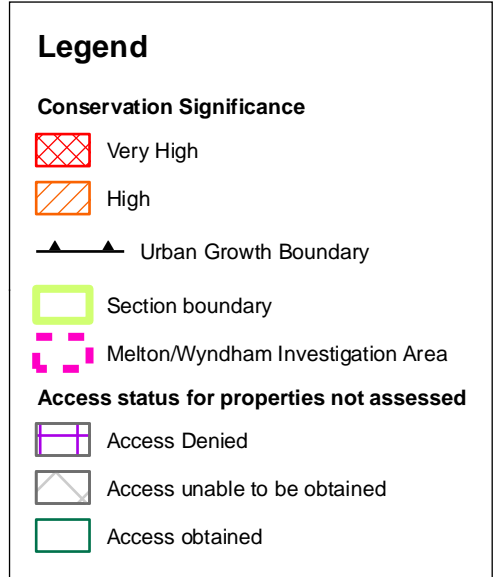 Legend
Conservation Significance
Very High
High
Urban Growth Boundary
Section boundary
Melton/Wyndham Investigation Area
Access status for properties not assessed
Access Denied
Access unable to be obtained
Access obtained